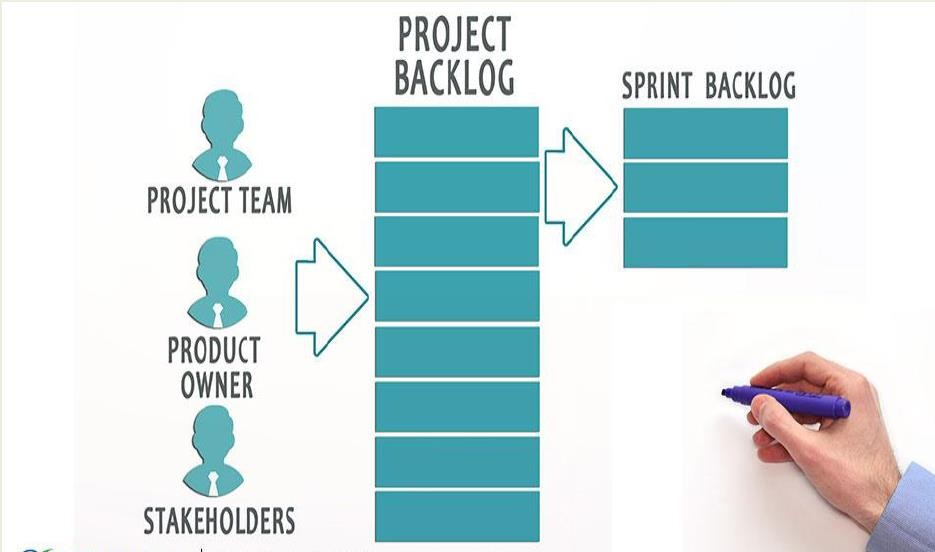 PROJECT
BACKLOG
SPRINT BACKLOG
PROJECT TEAM
PRODUCT
OWNER
STAKEHOLDERS